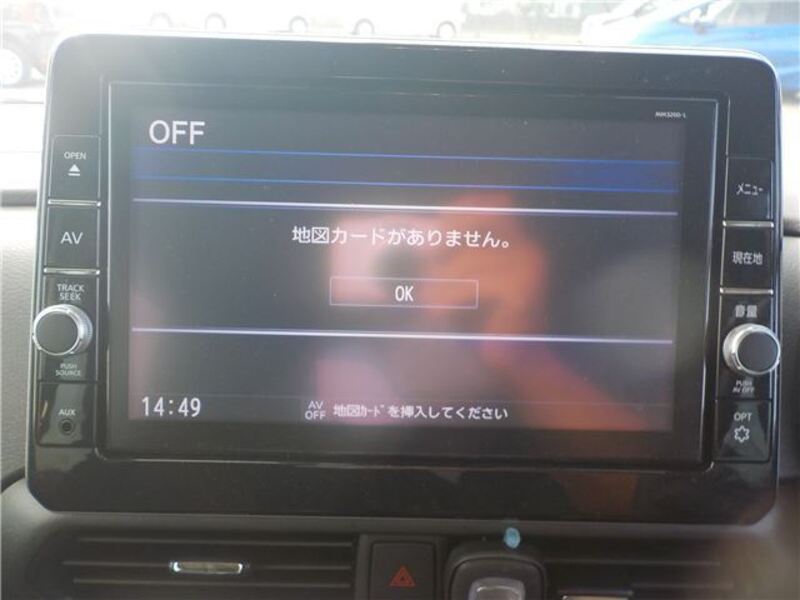 MM320D-L
OFF
OPEN
AV
TRACK
SEEK
PUSH
SOURCE
AUX
地図カードがありません。
OK
14:49
AV
OFF
地図ｶｰﾄﾞを挿入してください
メニュー
現在地
音量
PUSH
AV OFF
OPT